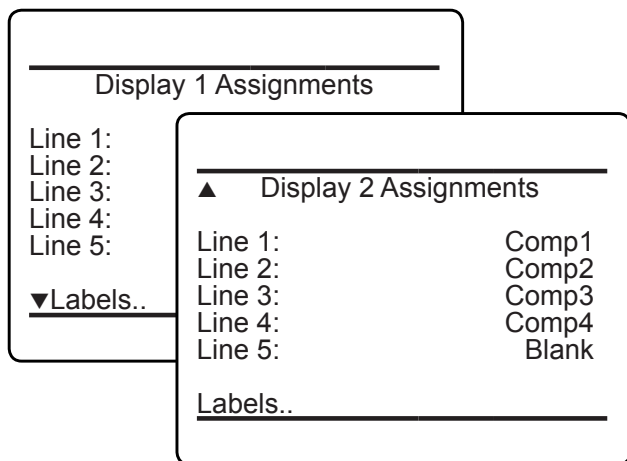 Display 1 Assignments
Line 1:
Line 2:
Line 3:
Line 4:
Line 5:
▼Labels..
▲ Display 2 Assignments
Line 1: Comp1
Line 2: Comp2
Line 3: Comp3
Line 4: Comp4
Line 5: Blank
Labels..